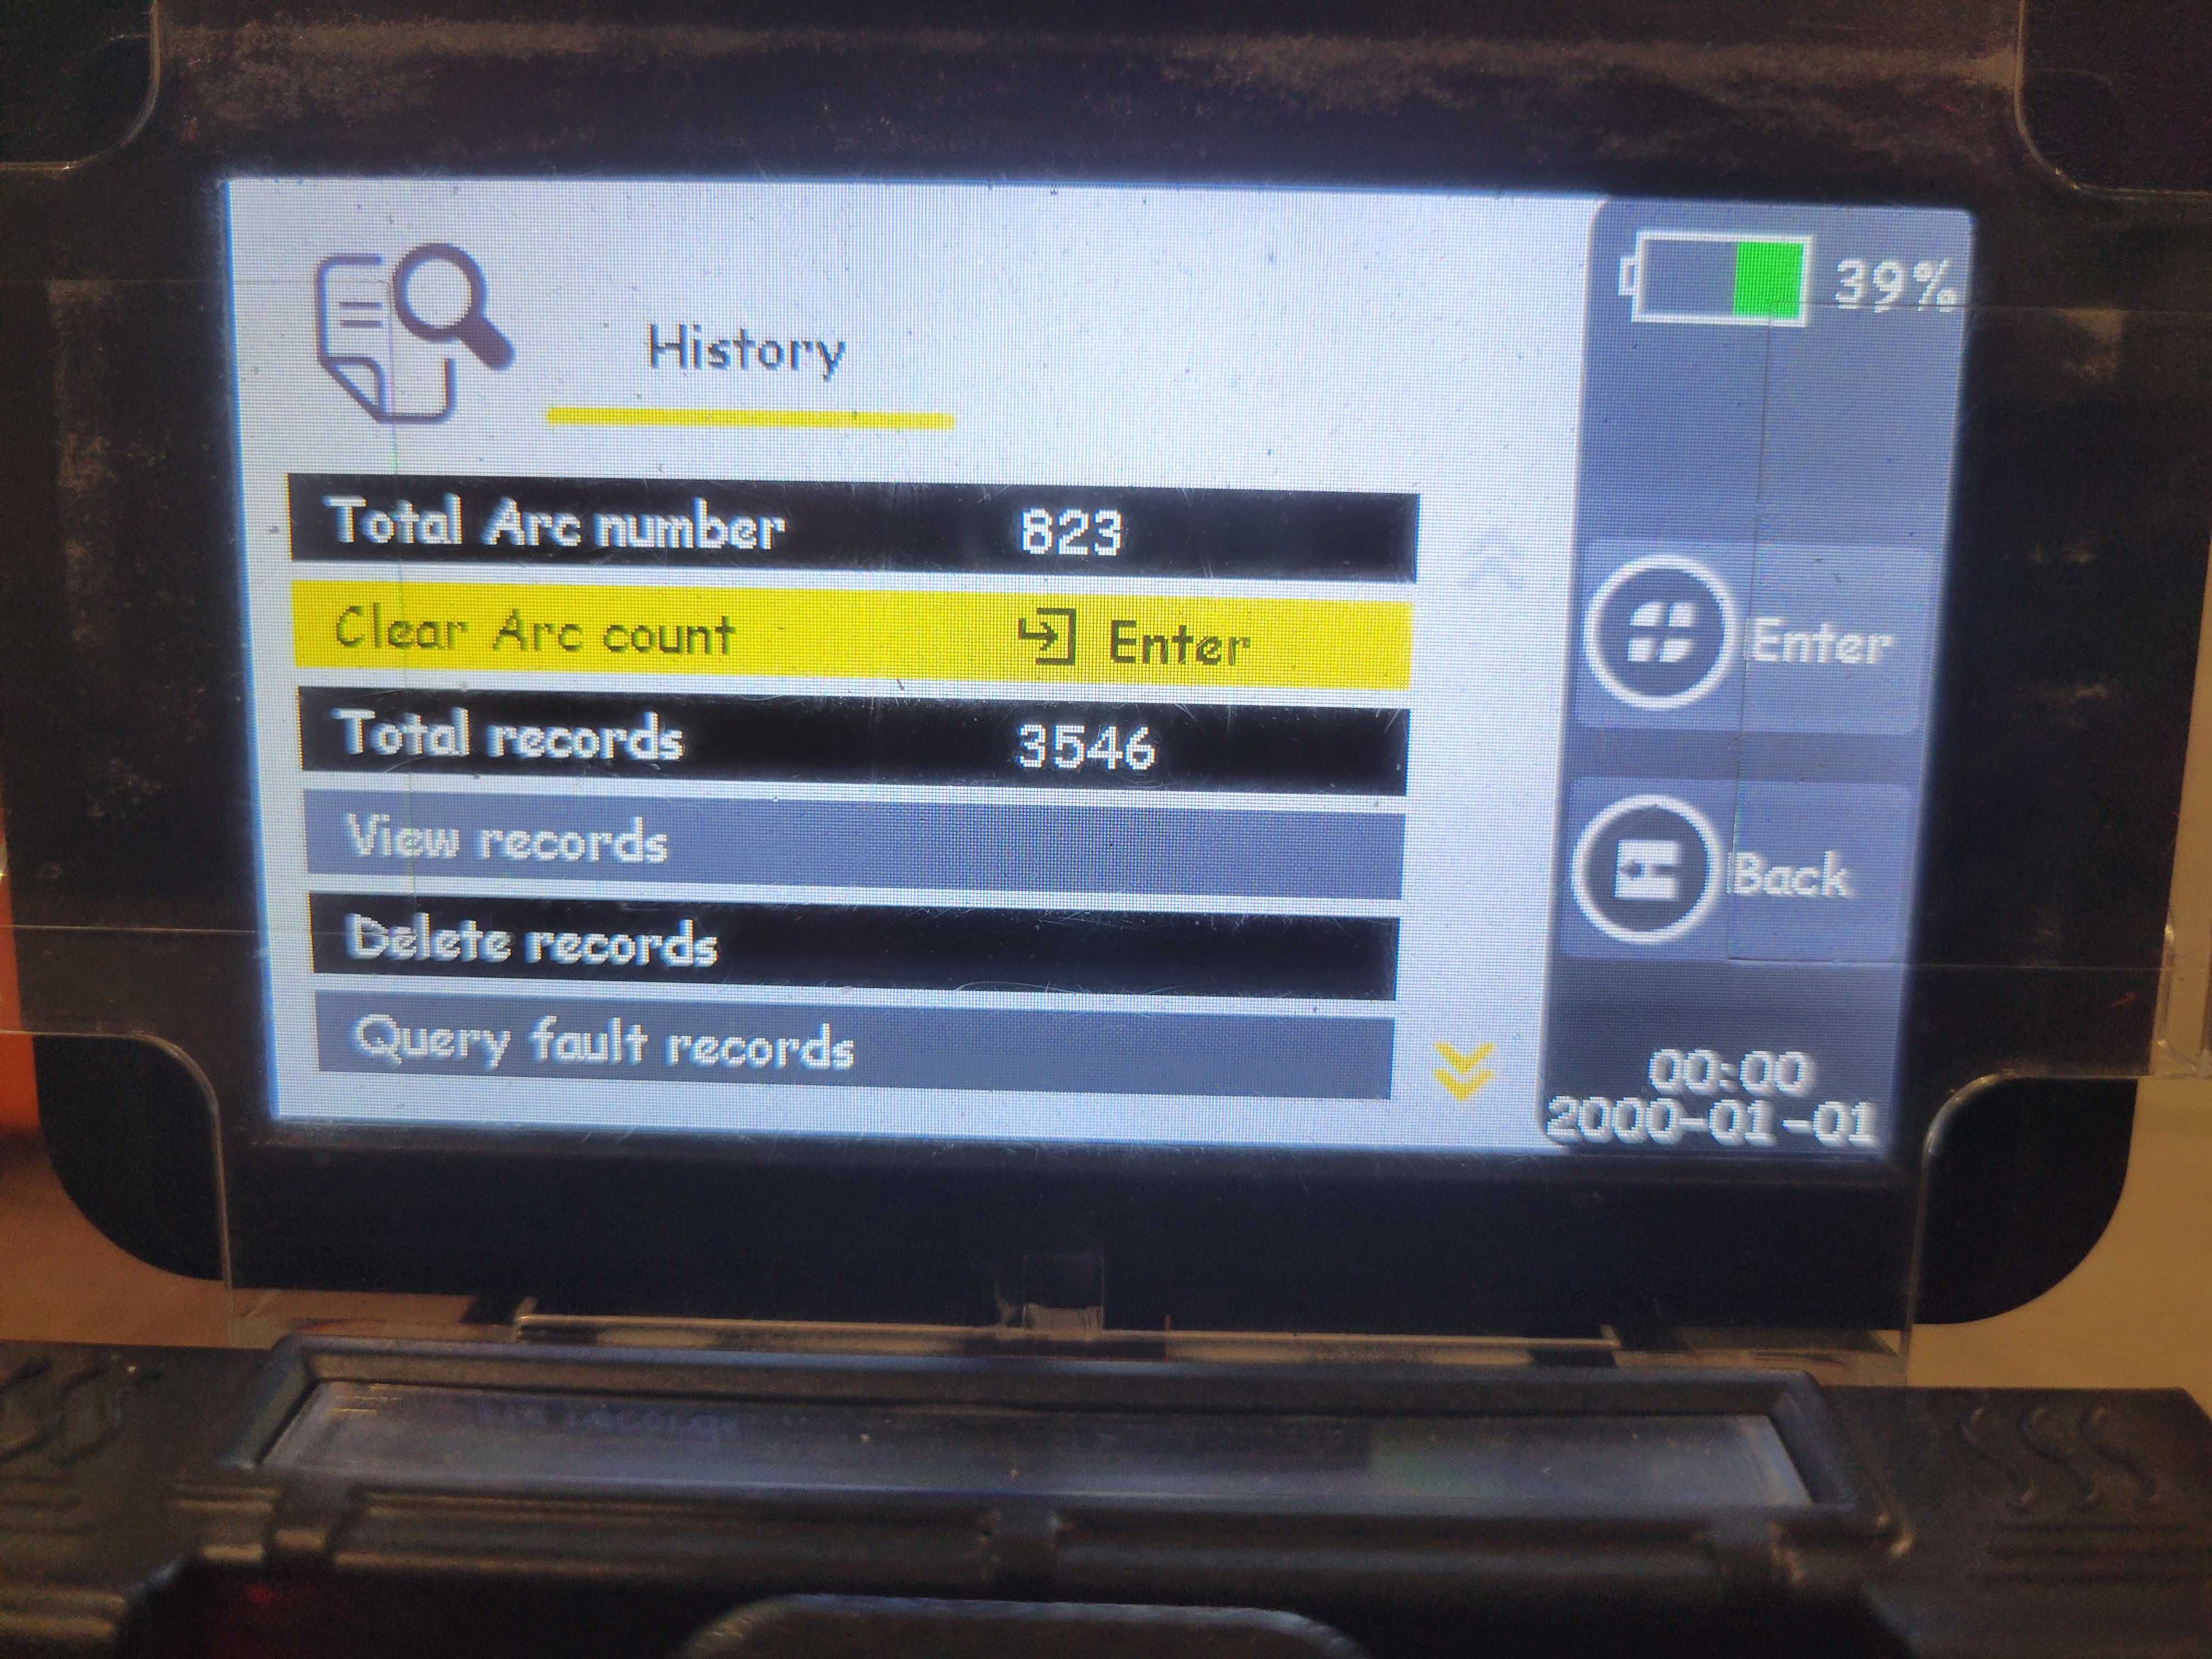 History
39%
Total Arc number 823
Clear Arc count Enter
Enter
Total records 3546
View records
Back
Delete records
Query fault records
00:00
2000-01-01